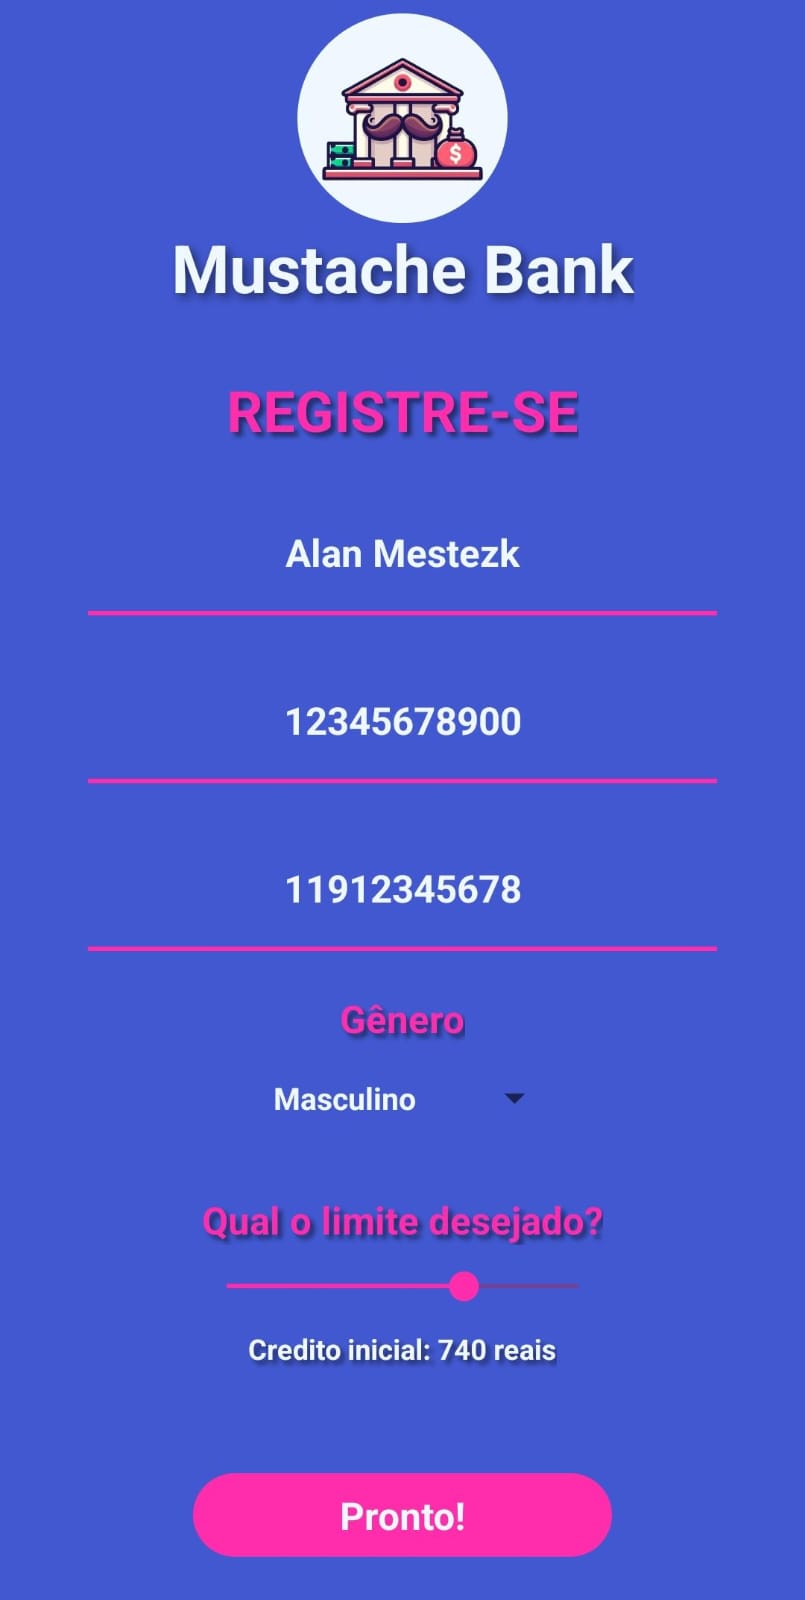 $
Mustache Bank
REGISTRE-SE
Alan Mestezk
12345678900
11912345678
Gênero
Masculino
Qual o limite desejado?
Credito inicial: 740 reais
Pronto!